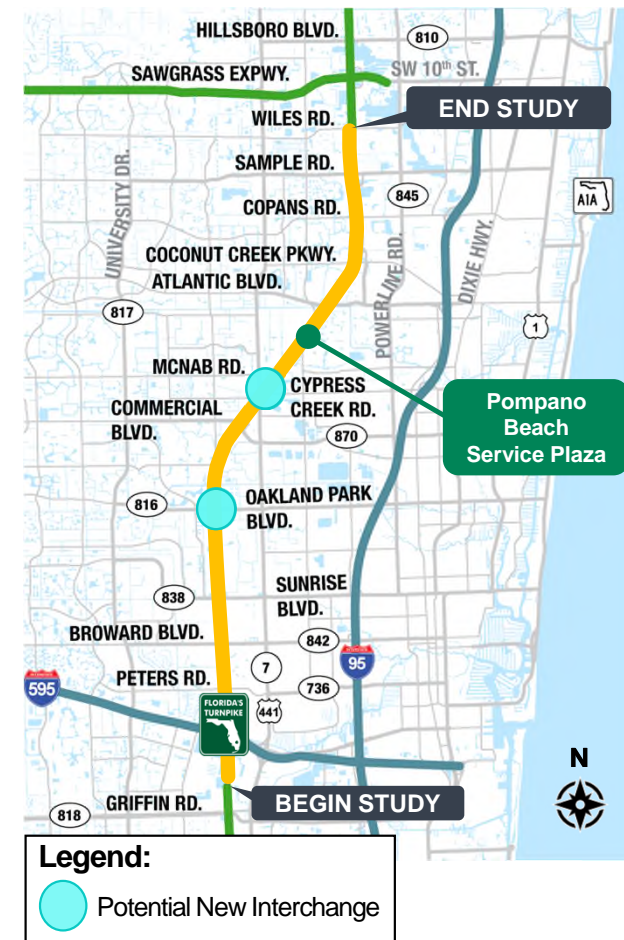 HILLSBORO BLVD.
810
SAWGRASS EXPWY.
SW 10th ST.
WILES RD.
END STUDY
SAMPLE RD.
845
COPANS RD.
A1A
UNIVERSITY DR.
POWERLINE RD.
DIXIE HWY.
COCONUT CREEK PKWY.
ATLANTIC BLVD.
817
1
MCNAB RD.
CYPRESS
CREEK RD.
COMMERCIAL
BLVD.
870
Pompano
Beach
Service Plaza
816
OAKLAND PARK
BLVD.
838
SUNRISE
BLVD.
BROWARD BLVD.
842
7
95
PETERS RD.
736
595
FLORIDA'S
TURNPIKE
441
N
GRIFFIN RD.
818
BEGIN STUDY
Legend:
Potential New Interchange